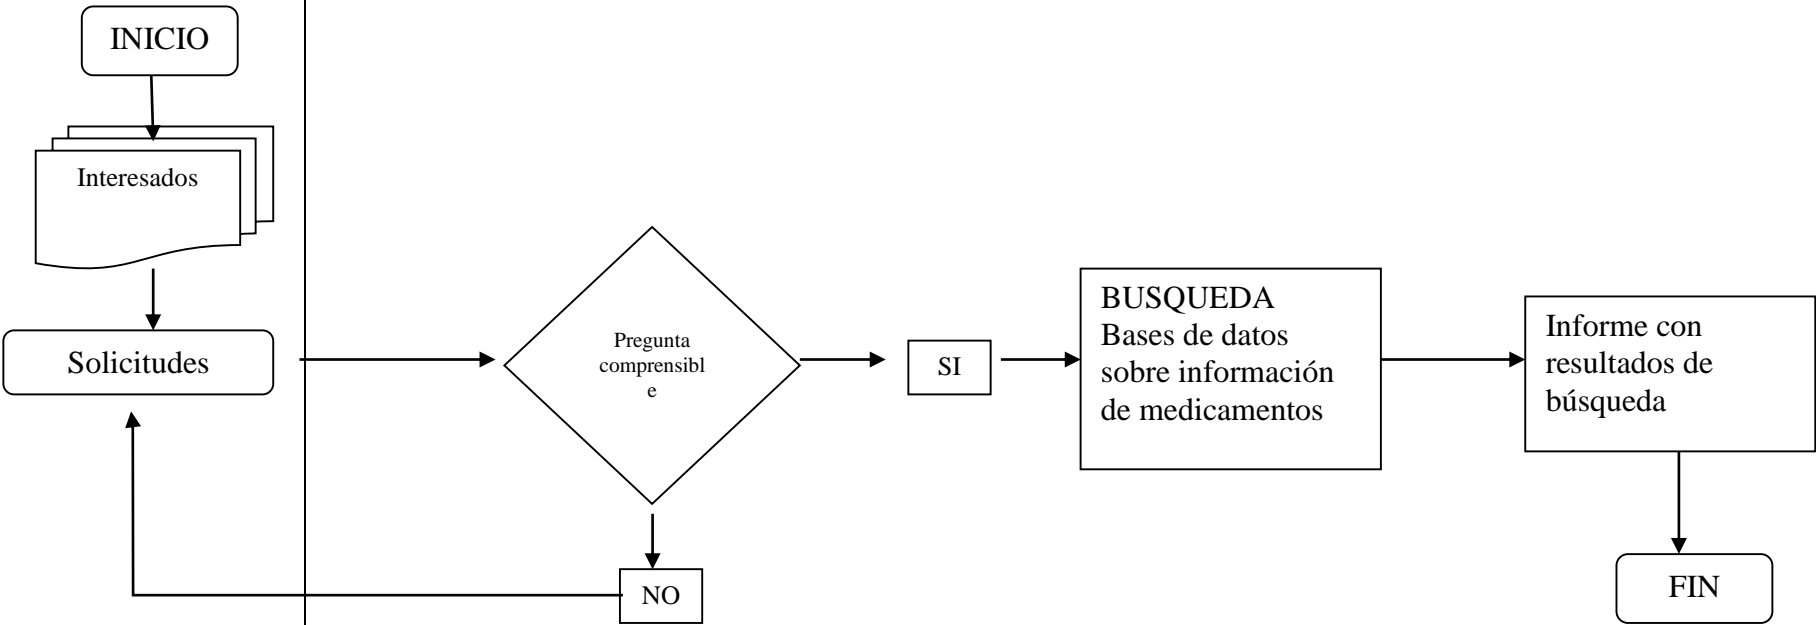 INICIO
Interesados
Solicitudes
Pregunta
comprensibl
e
SI
NO
BUSQUEDA
Bases de datos
sobre información
de medicamentos
Informe con
resultados de
búsqueda
FIN